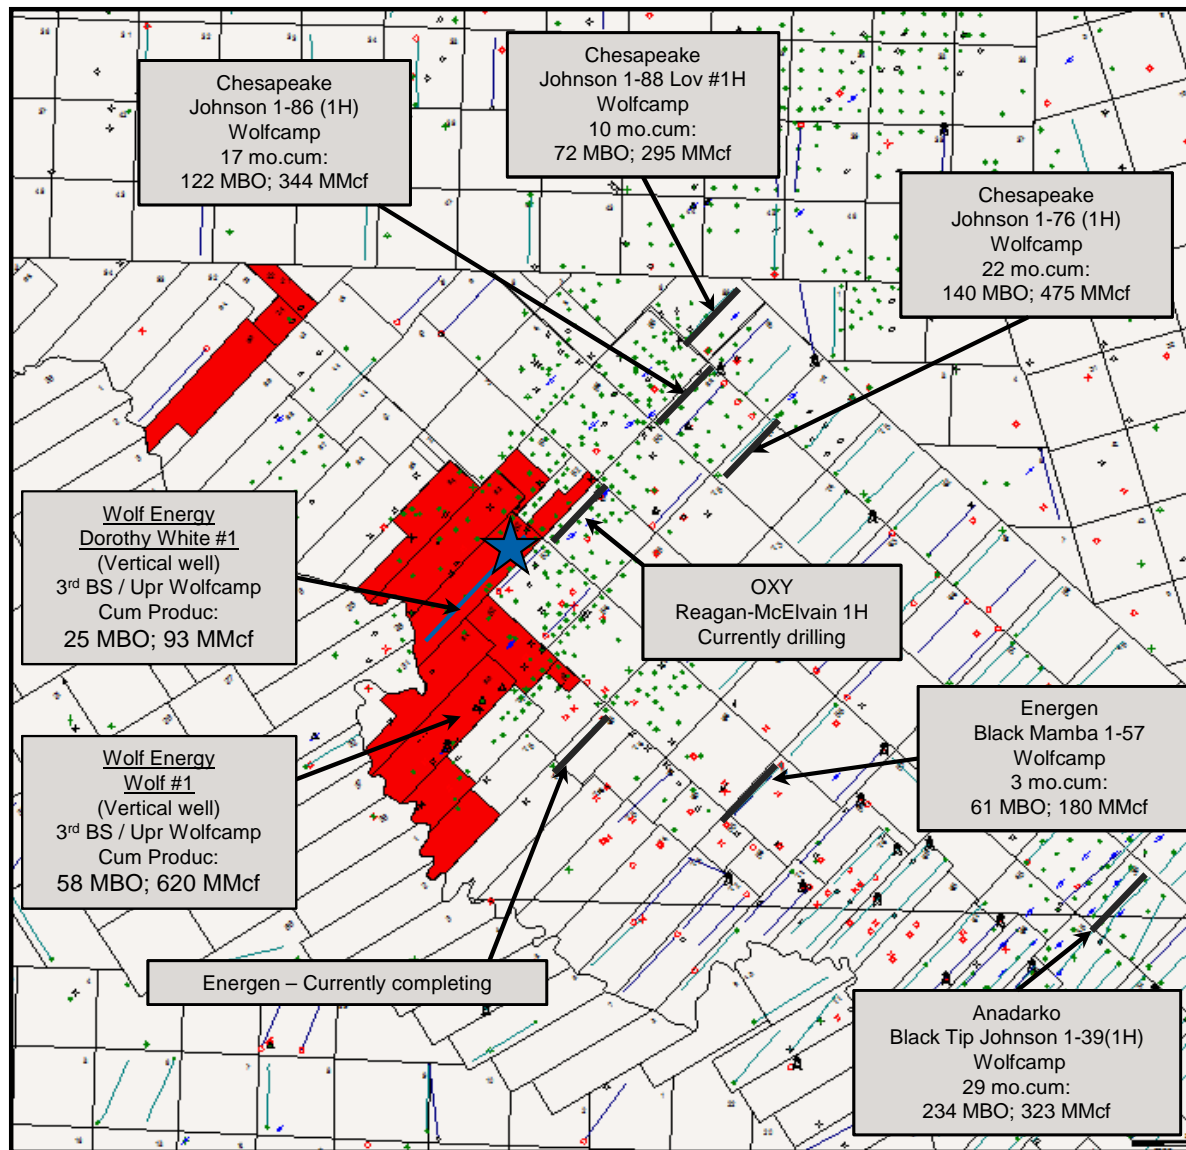 Chesapeake
Johnson 1-86 (1H)
Wolfcamp
17 mo.cum:
122 MBO; 344 MMcf
Chesapeake
Johnson 1-88 Lov #1H
Wolfcamp
10 mo.cum:
72 MBO; 295 MMcf
Chesapeake
Johnson 1-76 (1H)
Wolfcamp
22 mo.cum:
140 MBO; 475 MMcf
Wolf Energy
Dorothy White #1
(Vertical well)
3rd BS / Upr Wolfcamp
Cum Produc:
25 MBO; 93 MMcf
OXY
Reagan-McElvain 1H
Currently drilling
Wolf Energy
Wolf #1
(Vertical well)
3rd BS / Upr Wolfcamp
Cum Produc:
58 MBO; 620 MMcf
Energen
Black Mamba 1-57
Wolfcamp
3 mo.cum:
61 MBO; 180 MMcf
Energen – Currently completing
Anadarko
Black Tip Johnson 1-39(1H)
Wolfcamp
29 mo.cum:
234 MBO; 323 MMcf